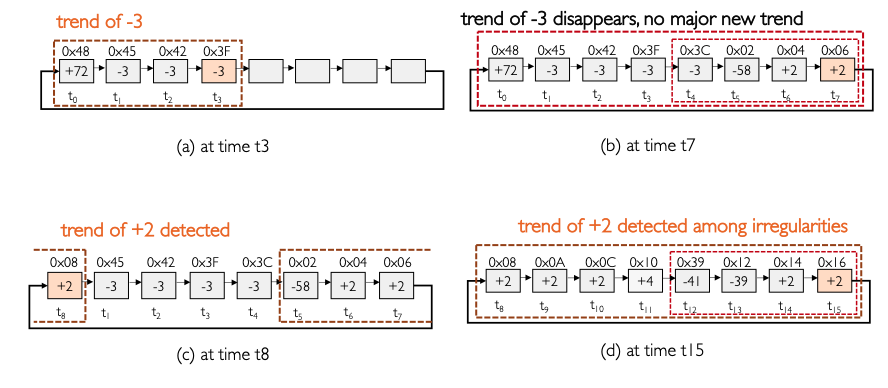 trend of -3
0x48 0x45 0x42 0x3F
+72 -3 -3 -3
t0 t1 t2 t3
(a) at time t3
trend of -3 disappears, no major new trend
0x48 0x45 0x42 0x3F 0x3C 0x02 0x04 0x06
+72 -3 -3 -3 -3 -58 +2 +2
t0 t1 t2 t3 t4 t5 t6 t7
(b) at time t7
trend of +2 detected
0x08 0x45 0x42 0x3F 0x3C 0x02 0x04 0x06
+2 -3 -3 -3 -3 -58 +2 +2
t8 t1 t2 t3 t4 t5 t6 t7
(c) at time t8
trend of +2 detected among irregularities
0x08 0x0A 0x0C 0x10 0x39 0x12 0x14 0x16
+2 +2 +2 +4 -41 -39 +2 +2
t8 t9 t10 t11 t12 t13 t14 t15
(d) at time t15